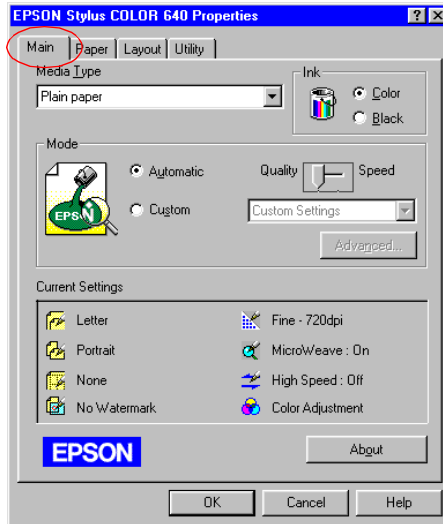 EPSON Stylus COLOR 640 Properties
Main Paper Layout Utility
Media Type
Plain paper
Ink
Color
Black
Mode
EPSON
Automatic
Custom
Quality Speed
Custom Settings
Advanced...
Current Settings
Letter
Portrait
None
No Watermark
Fine - 720dpi
MicroWeave : On
High Speed : Off
Color Adjustment
EPSON
About
OK Cancel Help